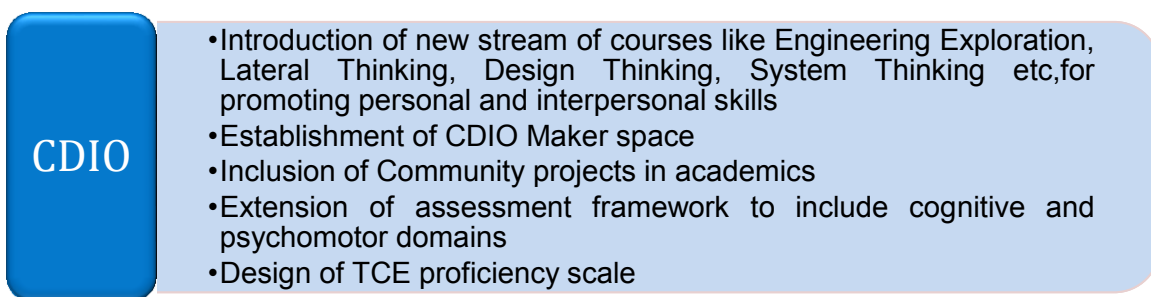 CDIO
•Introduction of new stream of courses like Engineering Exploration,
Lateral Thinking, Design Thinking, System Thinking etc,for
promoting personal and interpersonal skills
•Establishment of CDIO Maker space
•Inclusion of Community projects in academics
•Extension of assessment framework to include cognitive and
psychomotor domains
•Design of TCE proficiency scale